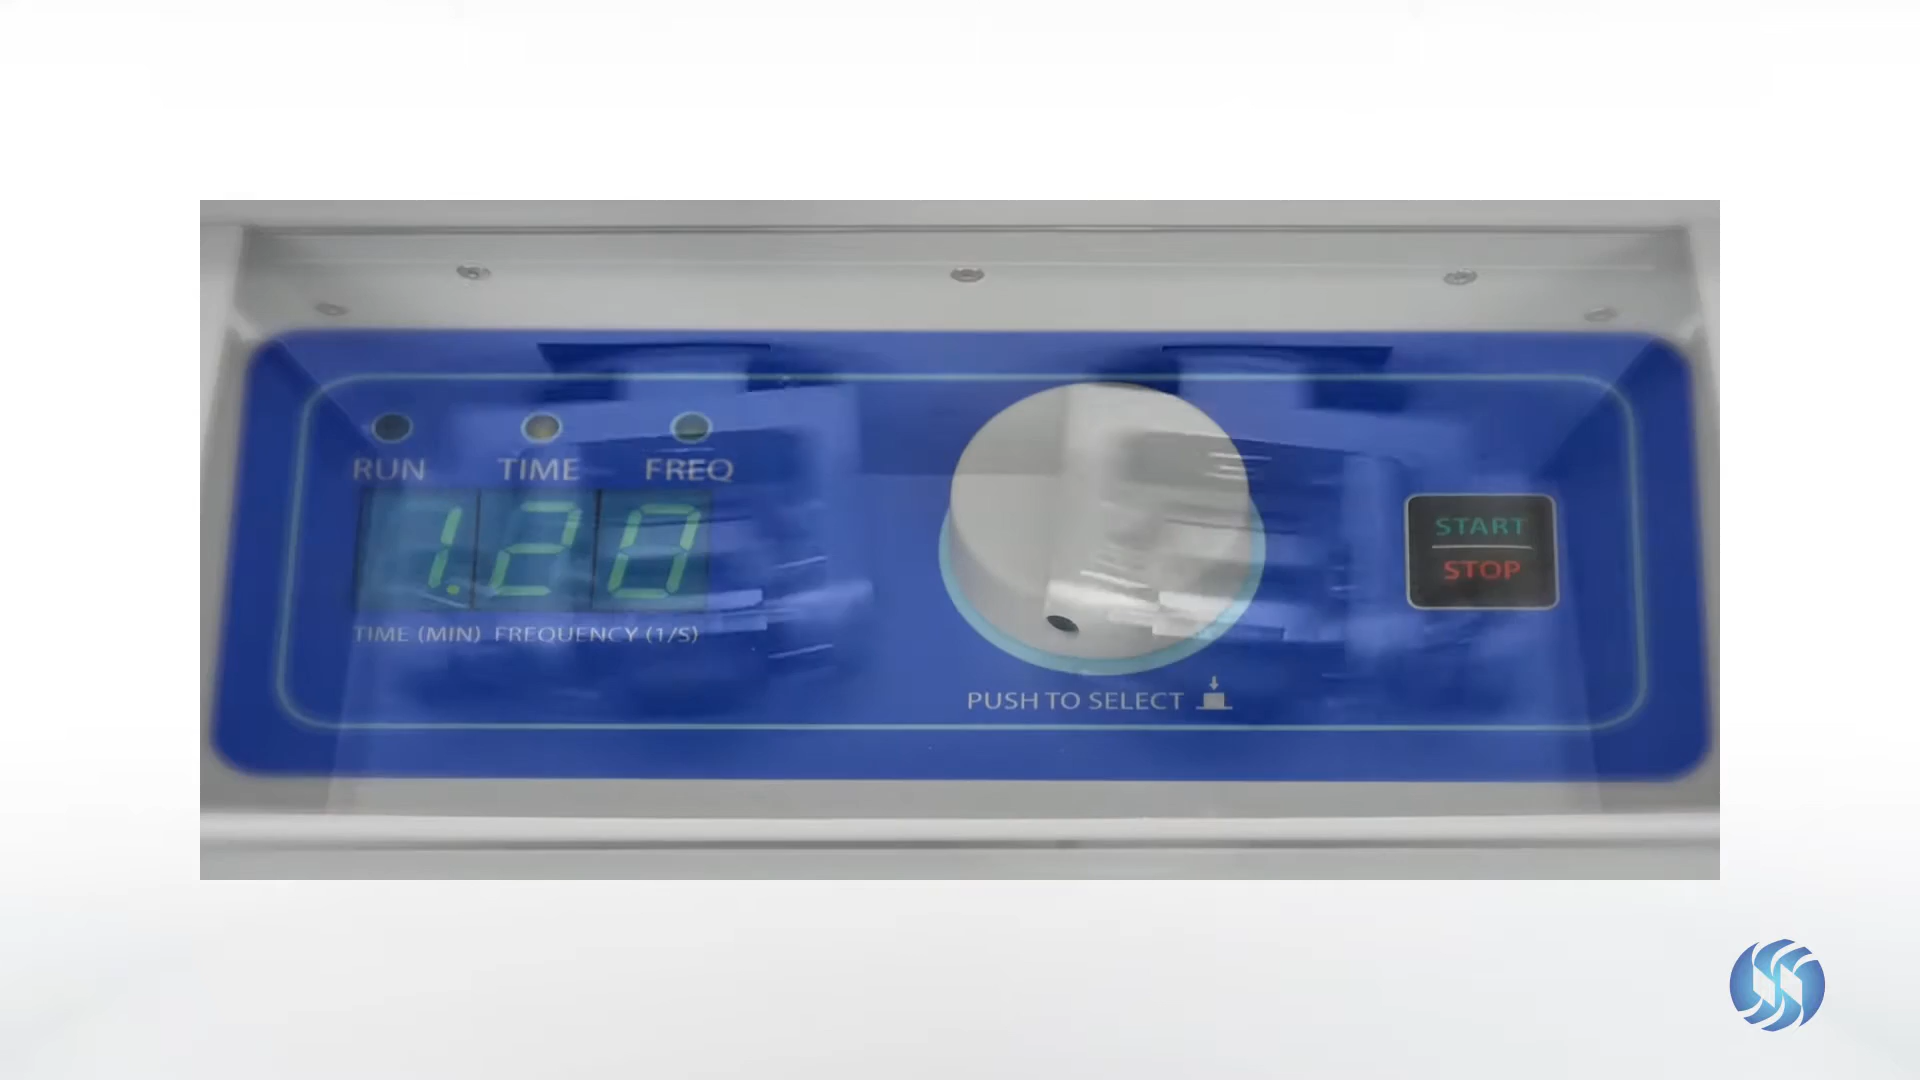 RUN TIME FREQ
1.20
TIME (MIN) FREQUENCY (1/S)
PUSH TO SELECT
START
STOP